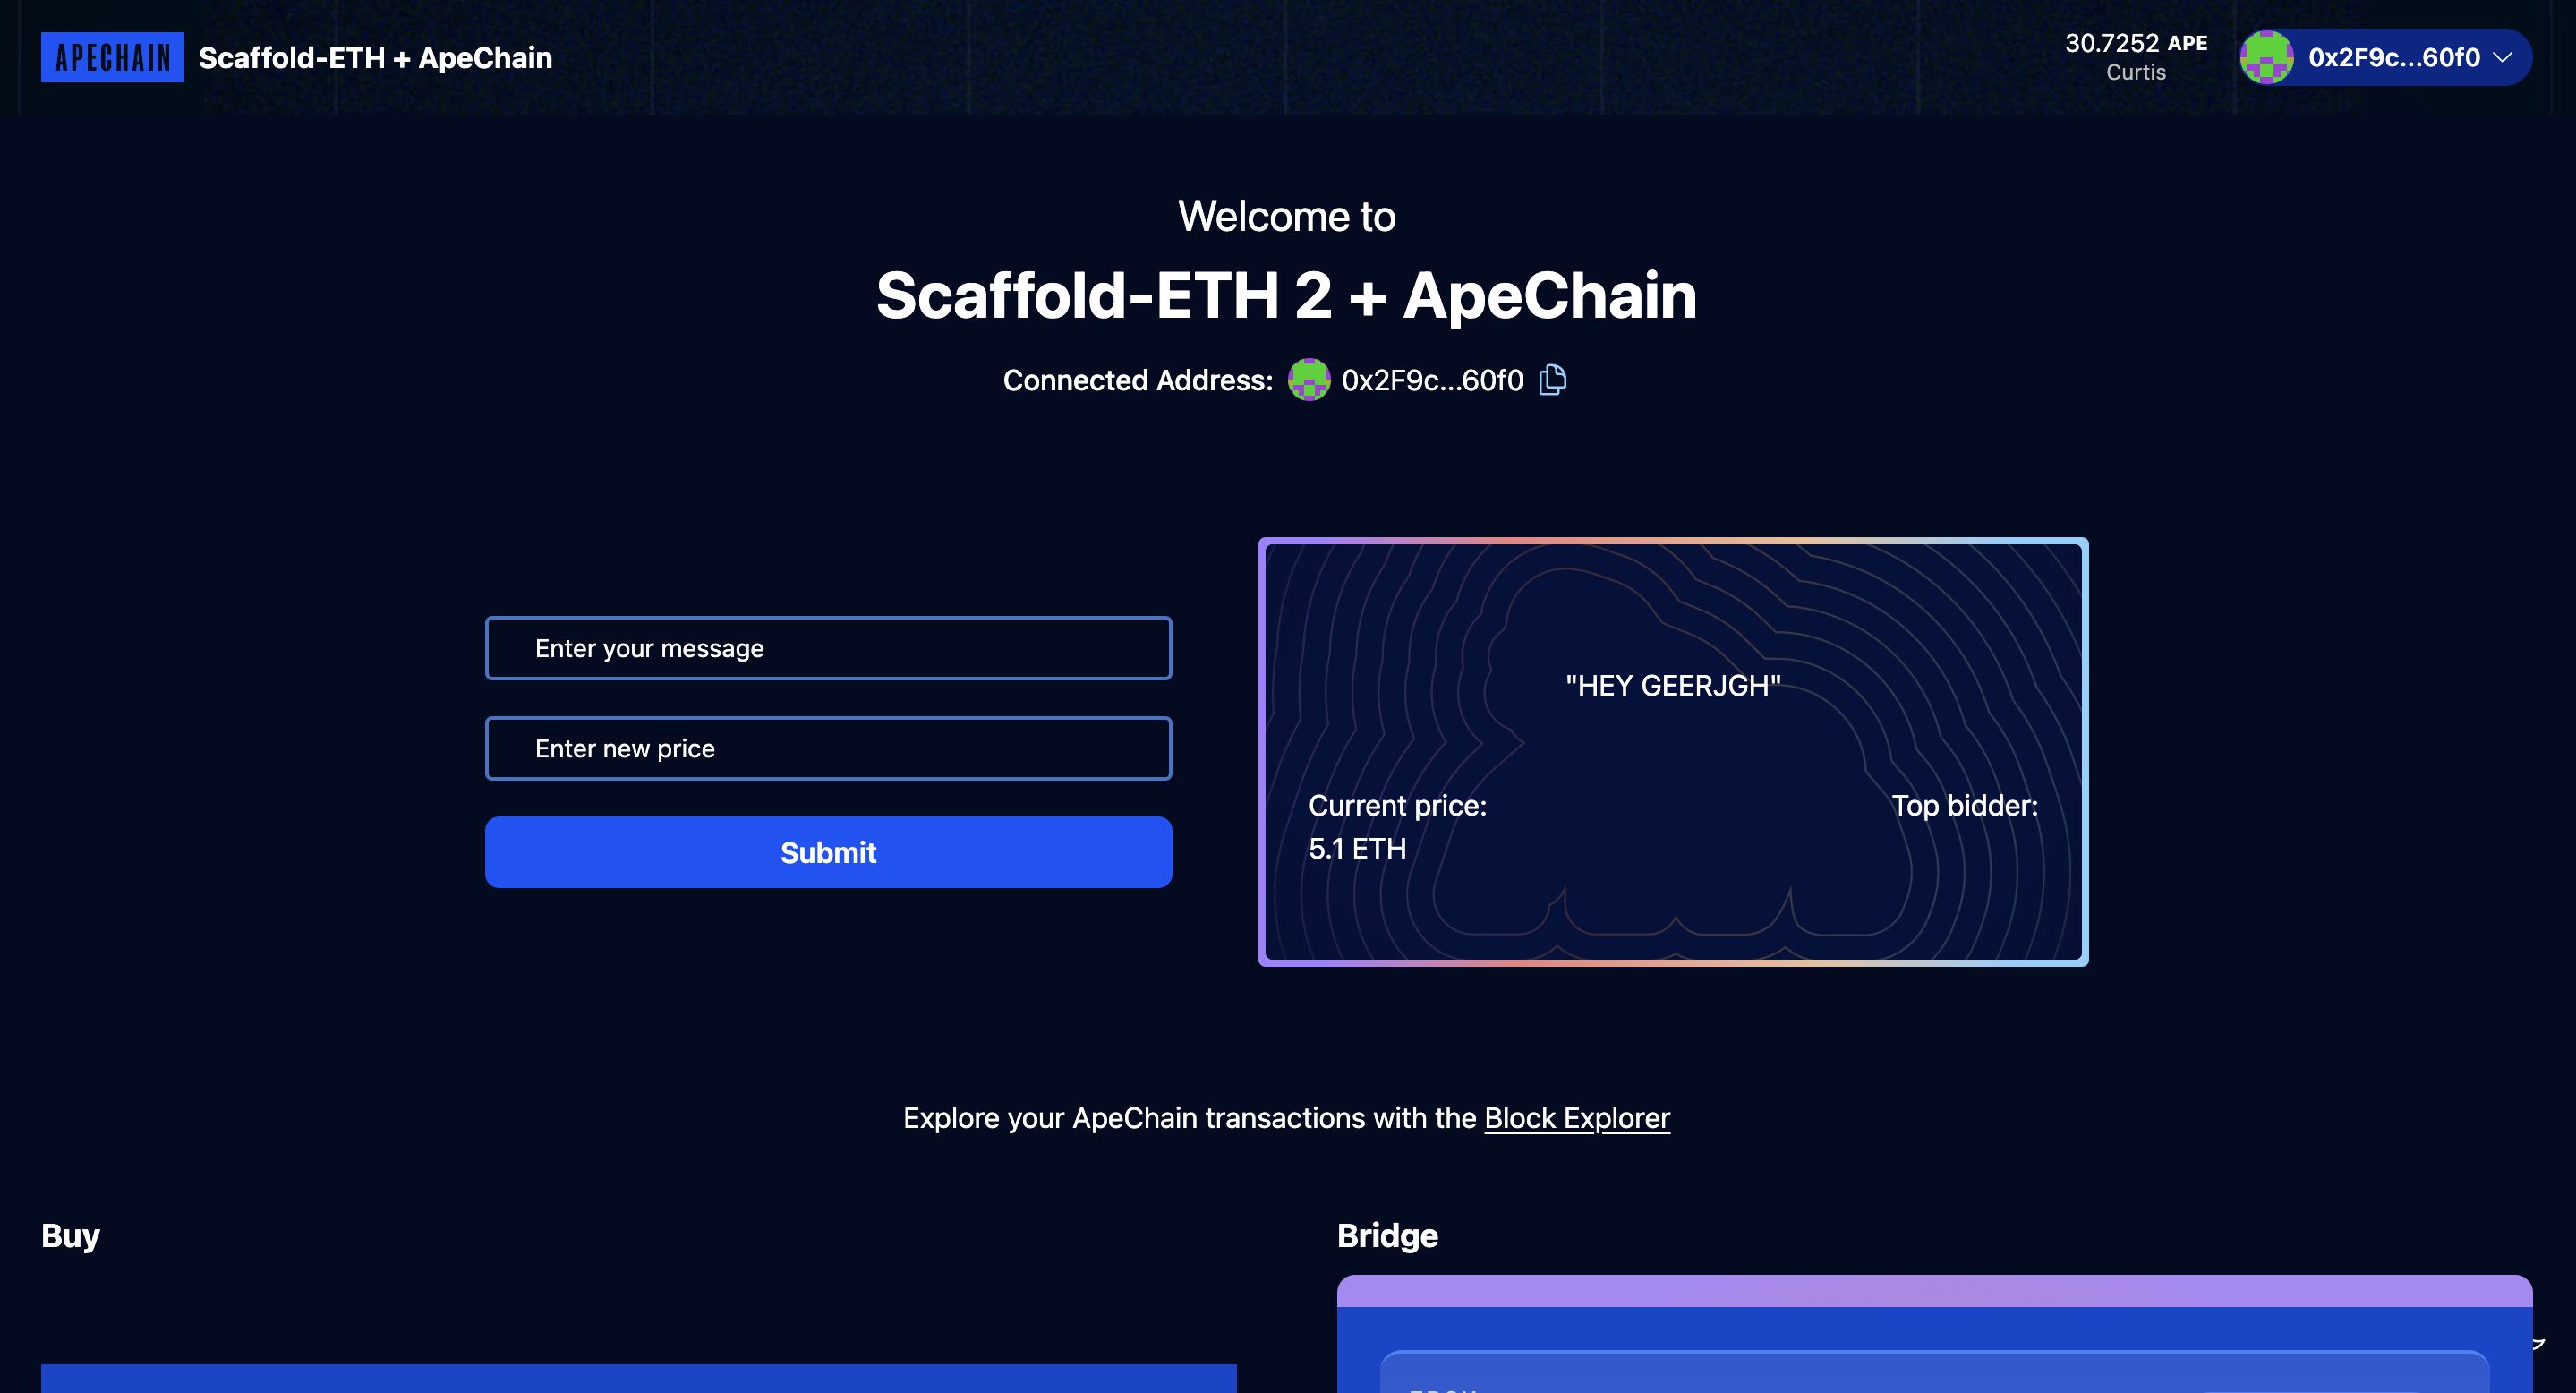 APECHAIN
Scaffold-ETH + ApeChain
30.7252 APE
Curtis
0x2F9c...60f0
Welcome to
Scaffold-ETH 2 + ApeChain
Connected Address: 0x2F9c...60f0
Enter your message
Enter new price
Submit
"HEY GEERJGH"
Current price:
5.1 ETH
Top bidder:
Explore your ApeChain transactions with the Block Explorer
Buy
Bridge